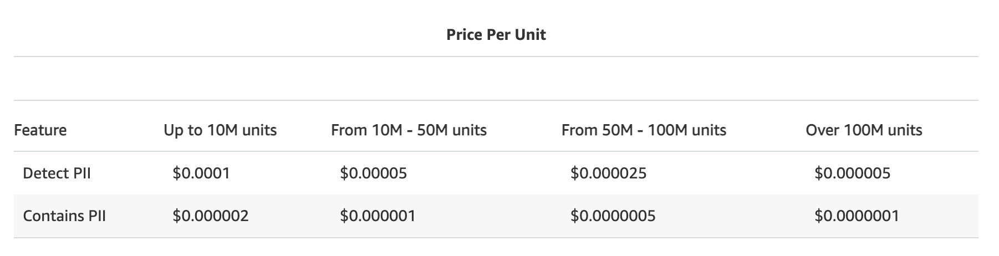 Price Per Unit
Feature Up to 10M units From 10M - 50M units From 50M - 100M units Over 100M units
Detect PII $0.0001 $0.00005 $0.000025 $0.000005
Contains PII $0.000002 $0.000001 $0.0000005 $0.0000001